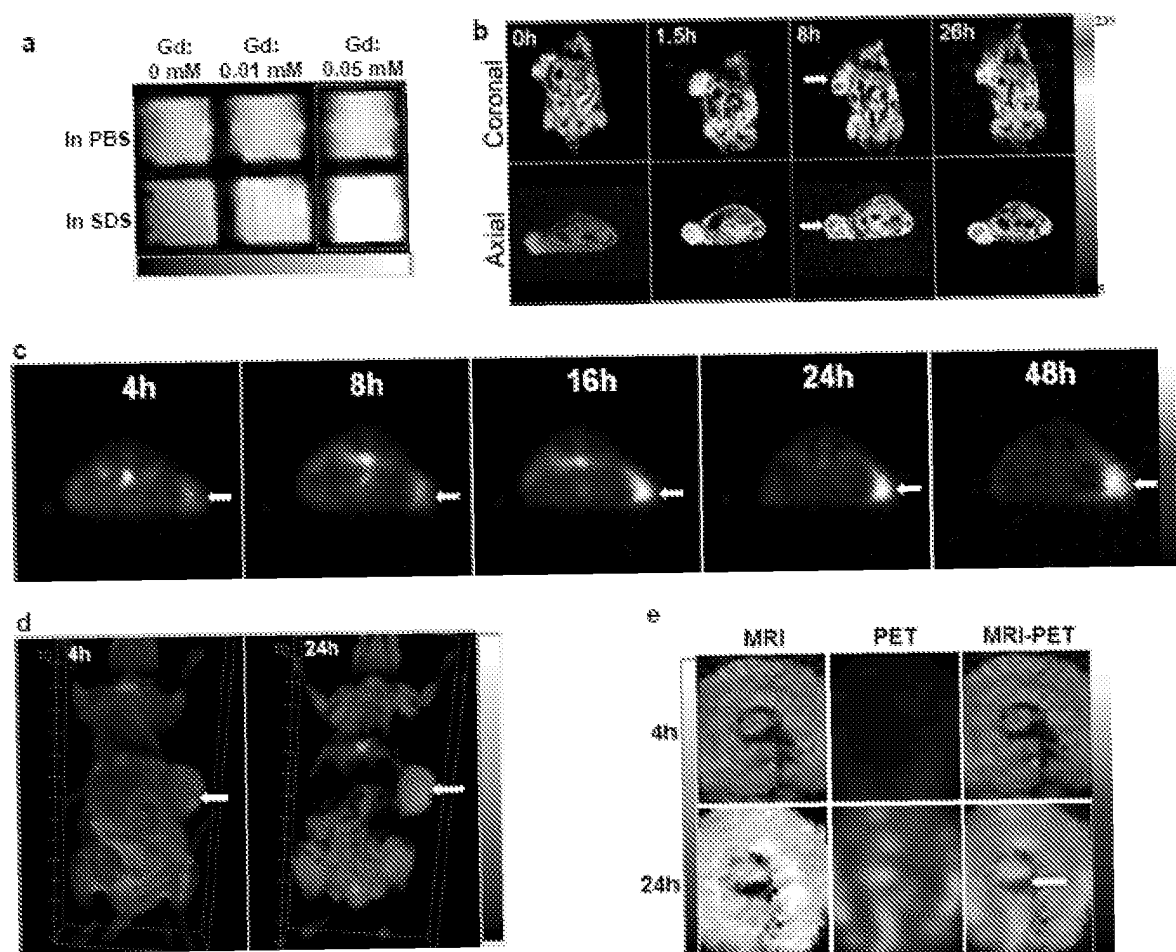 a
Gd: Gd: Gd:
0 mM 0.01 mM 0.05 mM
In PBS
In SDS
b
0h 1.5h 8h 26h
Coronal
Axial
c
4h 8h 16h 24h 48h
d
4h 24h
e
MRI PET MRI-PET
4h
24h